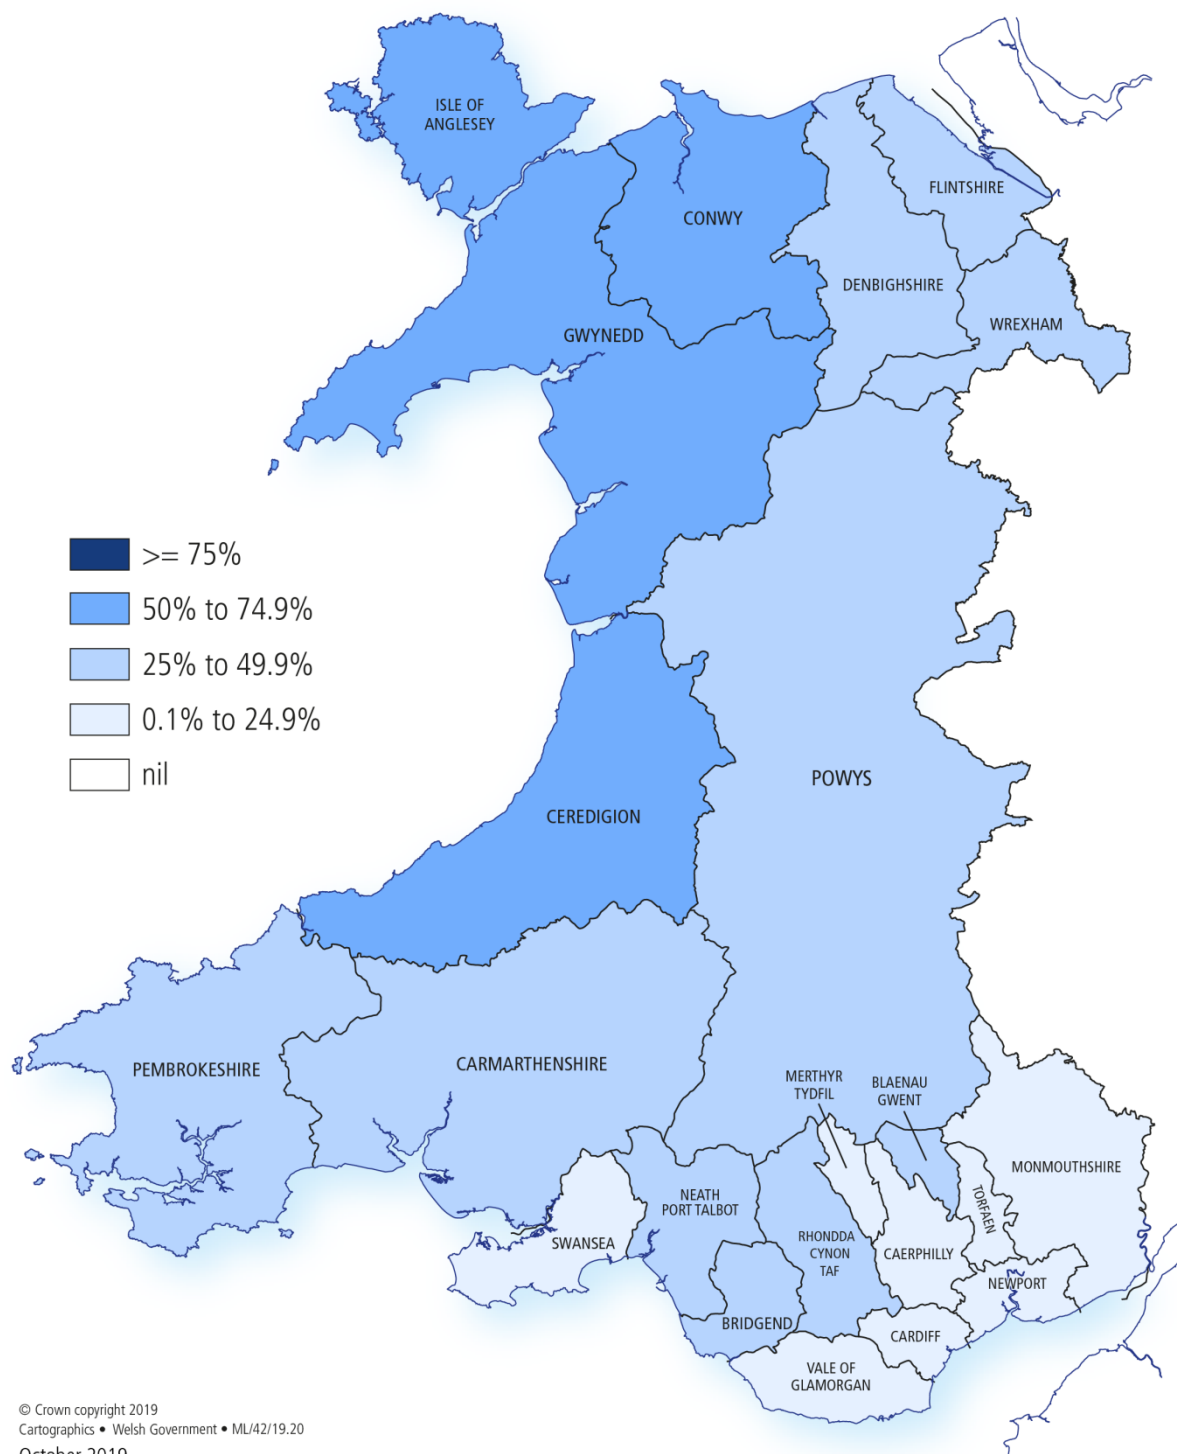 ISLE OF
ANGLESEY
FLINTSHIRE
CONWY
DENBIGHSHIRE
WREXHAM
GWYNEDD
>= 75%
50% to 74.9%
25% to 49.9%
0.1% to 24.9%
nil
POWYS
CEREDIGION
PEMBROKESHIRE
CARMARTHENSHIRE
MERTHYR
TYDFIL
BLAENAU
GWENT
MONMOUTHSHIRE
NEATH
PORT TALBOT
TORFAEN
SWANSEA
RHONDDA
CYNON
TAF
CAERPHILLY
NEWPORT
BRIDGEND
CARDIFF
VALE OF
GLAMORGAN
© Crown copyright 2019
Cartographics • Welsh Government • ML/42/19.20
October 2019